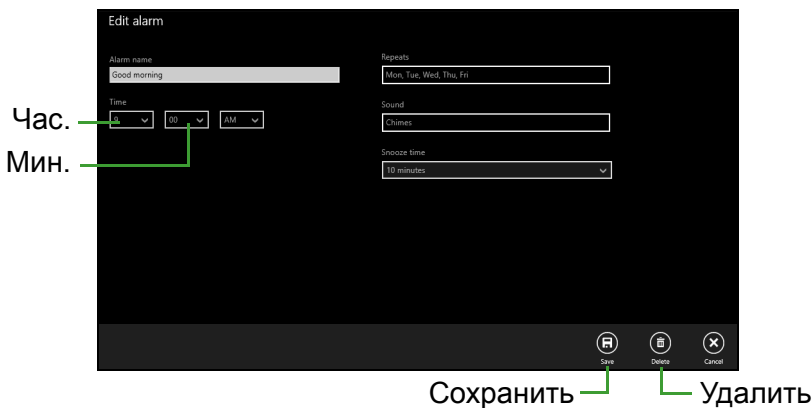 Edit alarm
Alarm name
Good morning
Time
9 00 AM
Repeats
Mon, Tue, Wed, Thu, Fri
Sound
Chimes
Snooze time
10 minutes
Час.
Мин.
Save Delete Cancel
Сохранить Удалить